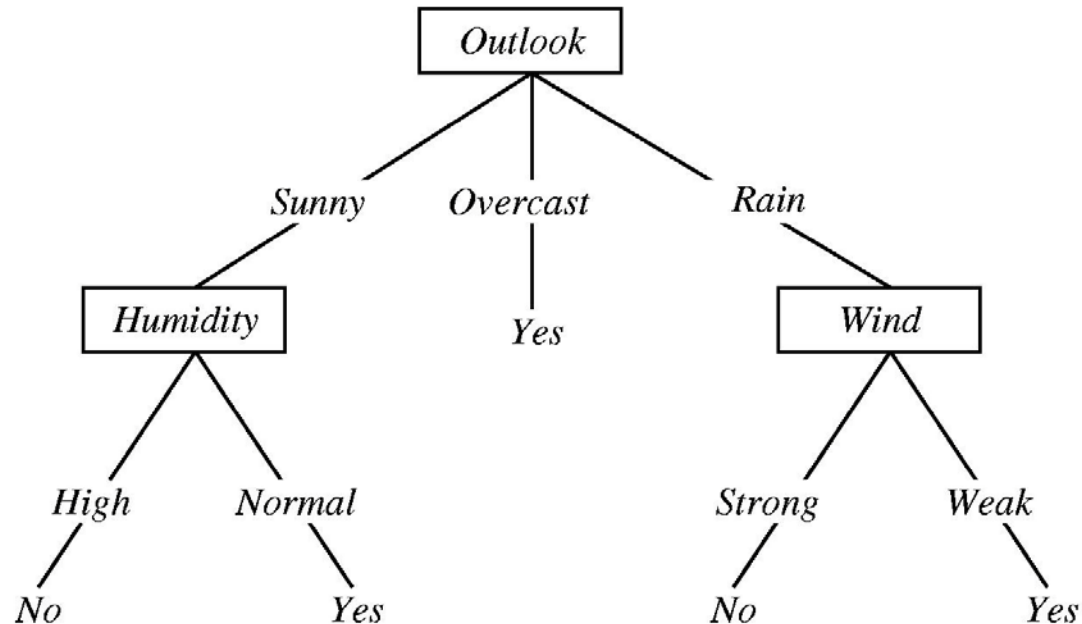 Outlook
Sunny Overcast Rain
Humidity Yes Wind
High Normal Strong Weak
No Yes No Yes